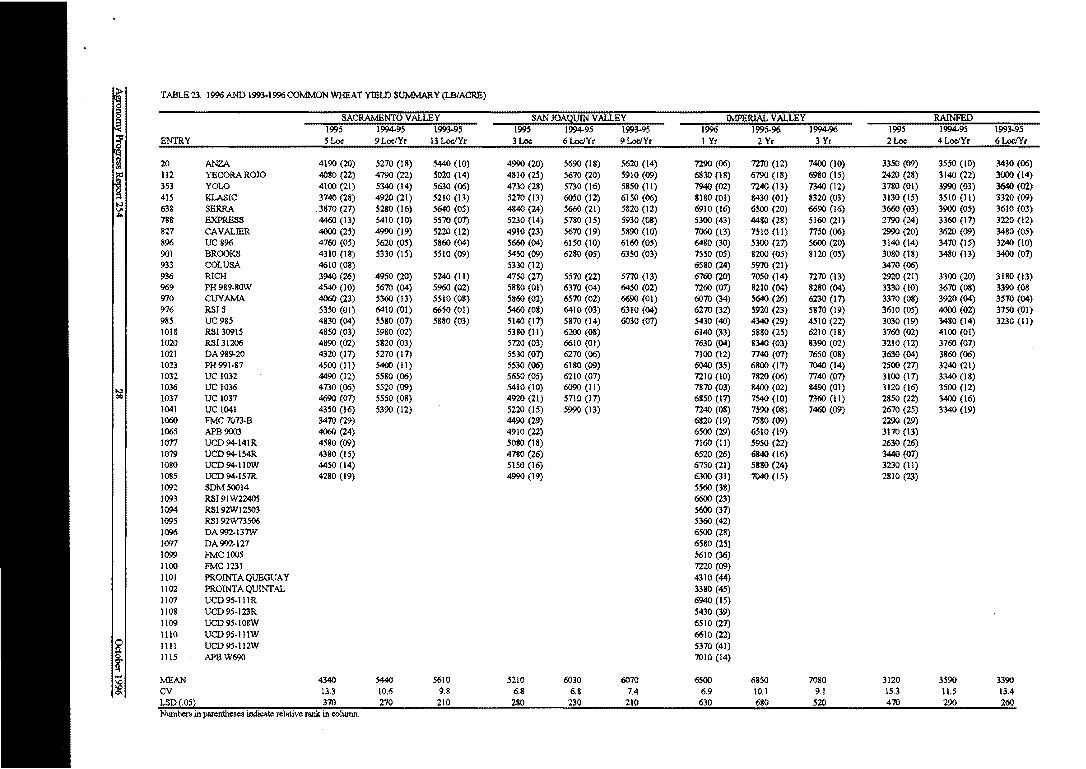 TABLE 23. 1996 AND 1993-1996 COMMON WHEAT YIELD SUMMARY (LB/ACRE)
SACRAMENTO VALLEY SAN JOAQUIN VALLEY IMPERIAL VALLEY RAINFED
1995 1994-95 1993-95 1995 1994-95 1993-95 1996 1995-96 1994-96 1995 1994-95 1993-95
ENTRY 5 Loc 9 Loc/Yr 13 Loc/Yr 3 Loc 6 Loc/Yr 9 Loc/Yr 1 Yr 2 Yr 3 Yr 2 Loc 4 Loc/Yr 6 Loc/Yr
20 ANZA 4190 (20) 5270 (18) 5440 (10) 4990 (20) 5690 (18) 5620 (14) 7290 (06) 7270 (12) 7400 (10) 3350 (09) 3550 (10) 3430 (06)
112 YECORA ROJO 4080 (22) 4790 (22) 5020 (14) 4810 (25) 5670 (20) 5910 (09) 6830 (18) 6790 (18) 6980 (15) 2420 (28) 3140 (22) 3000 (14)
353 YOLO 4100 (21) 5340 (14) 5630 (06) 4730 (28) 5730 (16) 5850 (11) 7940 (02) 7240 (13) 7340 (12) 3780 (01) 3990 (03) 3640 (02)
415 KLASIC 3740 (28) 4920 (21) 5210 (13) 5270 (13) 6050 (12) 6150 (06) 8180 (01) 8430 (01) 8320 (03) 3130 (15) 3510 (11) 3320 (09)
638 SERRA 3870 (27) 5280 (16) 5640 (05) 4840 (24) 5660 (21) 5820 (12) 6910 (16) 6500 (20) 6690 (16) 3660 (03) 3900 (05) 3610 (03)
788 EXPRESS 4460 (13) 5410 (10) 5570 (07) 5230 (14) 5780 (15) 5930 (08) 5300 (43) 4480 (28) 5160 (21) 2790 (24) 3360 (17) 3220 (12)
827 CAVALIER 4000 (25) 4990 (19) 5220 (12) 4910 (23) 5670 (19) 5890 (10) 7060 (13) 7510 (11) 7750 (06) 2990 (20) 3620 (09) 3480 (05)
896 UC 896 4760 (05) 5620 (05) 5860 (04) 5660 (04) 6150 (10) 6160 (05) 6480 (30) 5300 (27) 5600 (20) 3140 (14) 3470 (15) 3240 (10)
901 BROOKS 4310 (18) 5330 (15) 5510 (09) 5450 (09) 6280 (05) 6350 (03) 7550 (05) 8200 (05) 8120 (05) 3080 (18) 3480 (13) 3400 (07)
933 COLUSA 4610 (08) 5330 (12) 6580 (24) 5970 (21) 3470 (06)
936 RICH 3940 (26) 4950 (20) 5240 (11) 4750 (27) 5570 (22) 5770 (13) 6760 (20) 7050 (14) 7270 (13) 2920 (21) 3300 (20) 3180 (13)
969 PH 989-80W 4540 (10) 5670 (04) 5960 (02) 5880 (01) 6370 (04) 6450 (02) 7260 (07) 8210 (04) 8280 (04) 3330 (10) 3670 (08) 3390 (08
970 CUYAMA 4060 (23) 5360 (13) 5510 (08) 5860 (02) 6570 (02) 6690 (01) 6070 (34) 5640 (26) 6230 (17) 3370 (08) 3920 (04) 3570 (04)
976 RSI 5 5350 (01) 6410 (01) 6650 (01) 5460 (08) 6410 (03) 6310 (04) 6270 (32) 5920 (23) 5870 (19) 3610 (05) 4000 (02) 3750 (01)
985 UC 985 4830 (04) 5580 (07) 5880 (03) 5140 (17) 5870 (14) 6030 (07) 5430 (40) 4340 (29) 4510 (22) 3030 (19) 3480 (14) 3230 (11)
1018 RSI 30915 4850 (03) 5980 (02) 5380 (11) 6200 (08) 6140 (33) 5880 (25) 6210 (18) 3760 (02) 4100 (01)
1020 RSI 31206 4890 (02) 5820 (03) 5720 (03) 6610 (01) 7630 (04) 8340 (03) 8390 (02) 3210 (12) 3760 (07)
1021 DA 989-20 4320 (17) 5270 (17) 5530 (07) 6270 (06) 7100 (12) 7740 (07) 7650 (08) 3630 (04) 3860 (06)
1023 PH 991-87 4500 (11) 5400 (11) 5530 (06) 6180 (09) 6040 (35) 6800 (17) 7040 (14) 2500 (27) 3240 (21)
1032 UC 1032 4490 (12) 5580 (06) 5650 (05) 6210 (07) 7210 (10) 7820 (06) 7740 (07) 3100 (17) 3340 (18)
1036 UC 1036 4730 (06) 5520 (09) 5410 (10) 6090 (11) 7870 (03) 8400 (02) 8490 (01) 3120 (16) 3500 (12)
1037 UC 1037 4690 (07) 5550 (08) 4920 (21) 5710 (17) 6850 (17) 7540 (10) 7360 (11) 2850 (22) 3400 (16)
1041 UC 1041 4350 (16) 5390 (12) 5220 (15) 5990 (13) 7240 (08) 7590 (08) 7460 (09) 2670 (25) 3340 (19)
1060 FMC 7073-B 3470 (29) 4490 (29) 6820 (19) 7580 (09) 2290 (29)
1065 APB 9003 4060 (24) 4910 (22) 6500 (29) 6510 (19) 3170 (13)
1077 UCD 94-141R 4580 (09) 5080 (18) 7160 (11) 5950 (22) 2630 (26)
1079 UCD 94-154R 4380 (15) 4780 (26) 6520 (26) 6840 (16) 3440 (07)
1080 UCD 94-110W 4450 (14) 5150 (16) 6750 (21) 5880 (24) 3230 (11)
1085 UCD 94-157R 4280 (19) 4990 (19) 6300 (31) 7040 (15) 2810 (23)
1092 SDM 50014 5560 (38)
1093 RSI 91W22405 6600 (23)
1094 RSI 92W12503 5600 (37)
1095 RSI 92W73506 5360 (42)
1096 DA 992-137W 6500 (28)
1097 DA 992-127 6580 (25)
1099 FMC 1005 5610 (36)
1100 FMC 1231 7220 (09)
1101 PROINTA QUEGUAY 4310 (44)
1102 PROINTA QUINTAL 3380 (45)
1107 UCD 95-111R 6940 (15)
1108 UCD 95-123R 5430 (39)
1109 UCD 95-108W 6510 (27)
1110 UCD 95-111W 6610 (22)
1111 UCD 95-112W 5370 (41)
1115 APB W690 7010 (14)
MEAN 4340 5440 5610 5210 6030 6070 6500 6850 7080 3120 3590 3390
CV 13.3 10.6 9.8 6.8 6.8 7.4 6.9 10.1 9.1 15.3 11.5 13.4
LSD (.05) 370 270 210 280 230 210 630 680 520 470 290 260
Numbers in parentheses indicate relative rank in column.
Agronomy Progress Report 254
28
October 1996